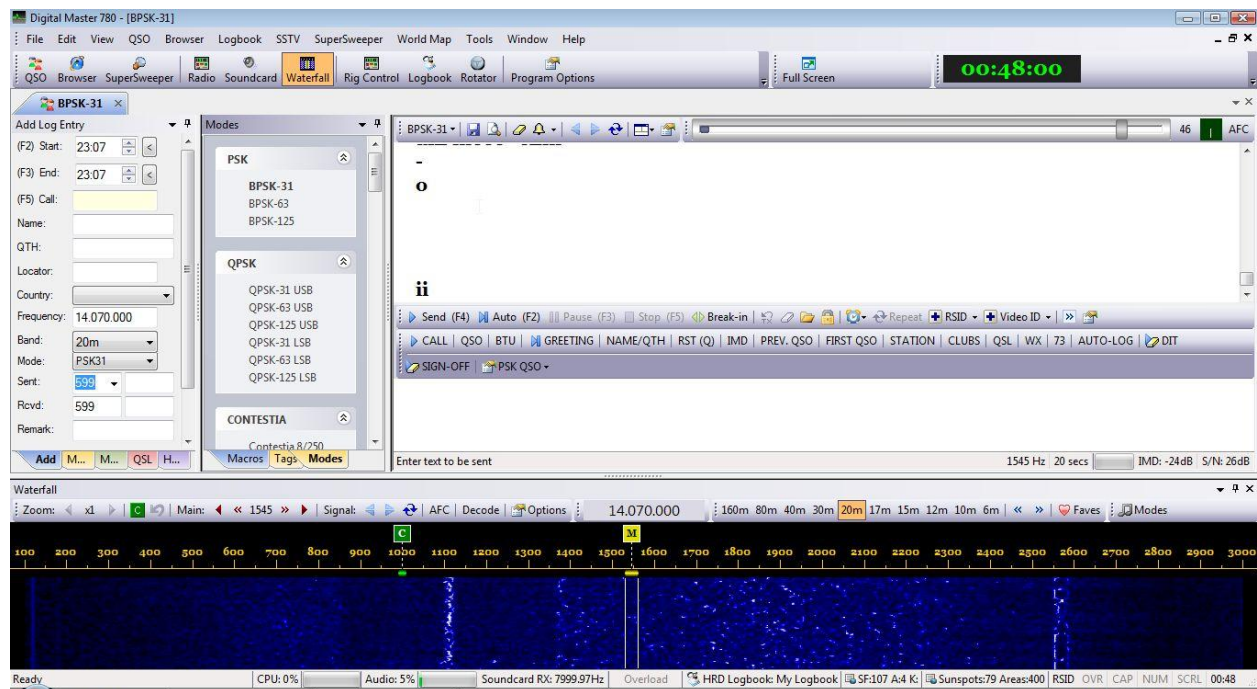 Digital Master 780 - [BPSK-31]
File Edit View QSO Browser Logbook SSTV SuperSweeper World Map Tools Window Help
QSO Browser SuperSweeper Radio Soundcard Waterfall Rig Control Logbook Rotator Program Options Full Screen 00:48:00
BPSK-31
Add Log Entry
(F2) Start: 23:07 <
(F3) End: 23:07 <
(F5) Call:
Name:
QTH:
Locator:
Country:
Frequency: 14.070.000
Band: 20m
Mode: PSK31
Sent: 599
Rcvd: 599
Remark:
Add M... M... QSL H...
Modes
PSK
BPSK-31
BPSK-63
BPSK-125
QPSK
QPSK-31 USB
QPSK-63 USB
QPSK-125 USB
QPSK-31 LSB
QPSK-63 LSB
QPSK-125 LSB
CONTESTIA
Contestia 8/250
Macros Tags Modes
BPSK-31 46 AFC
-
o
ii
Send (F4) Auto (F2) Pause (F3) Stop (F5) Break-in Repeat RSID Video ID »
CALL QSO BTU GREETING NAME/QTH RST (Q) IMD PREV. QSO FIRST QSO STATION CLUBS QSL WX 73 AUTO-LOG DIT
SIGN-OFF PSK QSO
Enter text to be sent 1545 Hz 20 secs IMD: -24dB S/N: 26dB
Waterfall
Zoom: x1 C Main: « 1545 » Signal: AFC Decode Options 14.070.000 160m 80m 40m 30m 20m 17m 15m 12m 10m 6m « » Faves Modes
C M
100 200 300 400 500 600 700 800 900 1000 1100 1200 1300 1400 1500 1600 1700 1800 1900 2000 2100 2200 2300 2400 2500 2600 2700 2800 2900 3000
Ready CPU: 0% Audio: 5% Soundcard RX: 7999.97Hz Overload HRD Logbook: My Logbook SF:107 A:4 K: Sunspots:79 Areas:400 RSID OVR CAP NUM SCRL 00:48